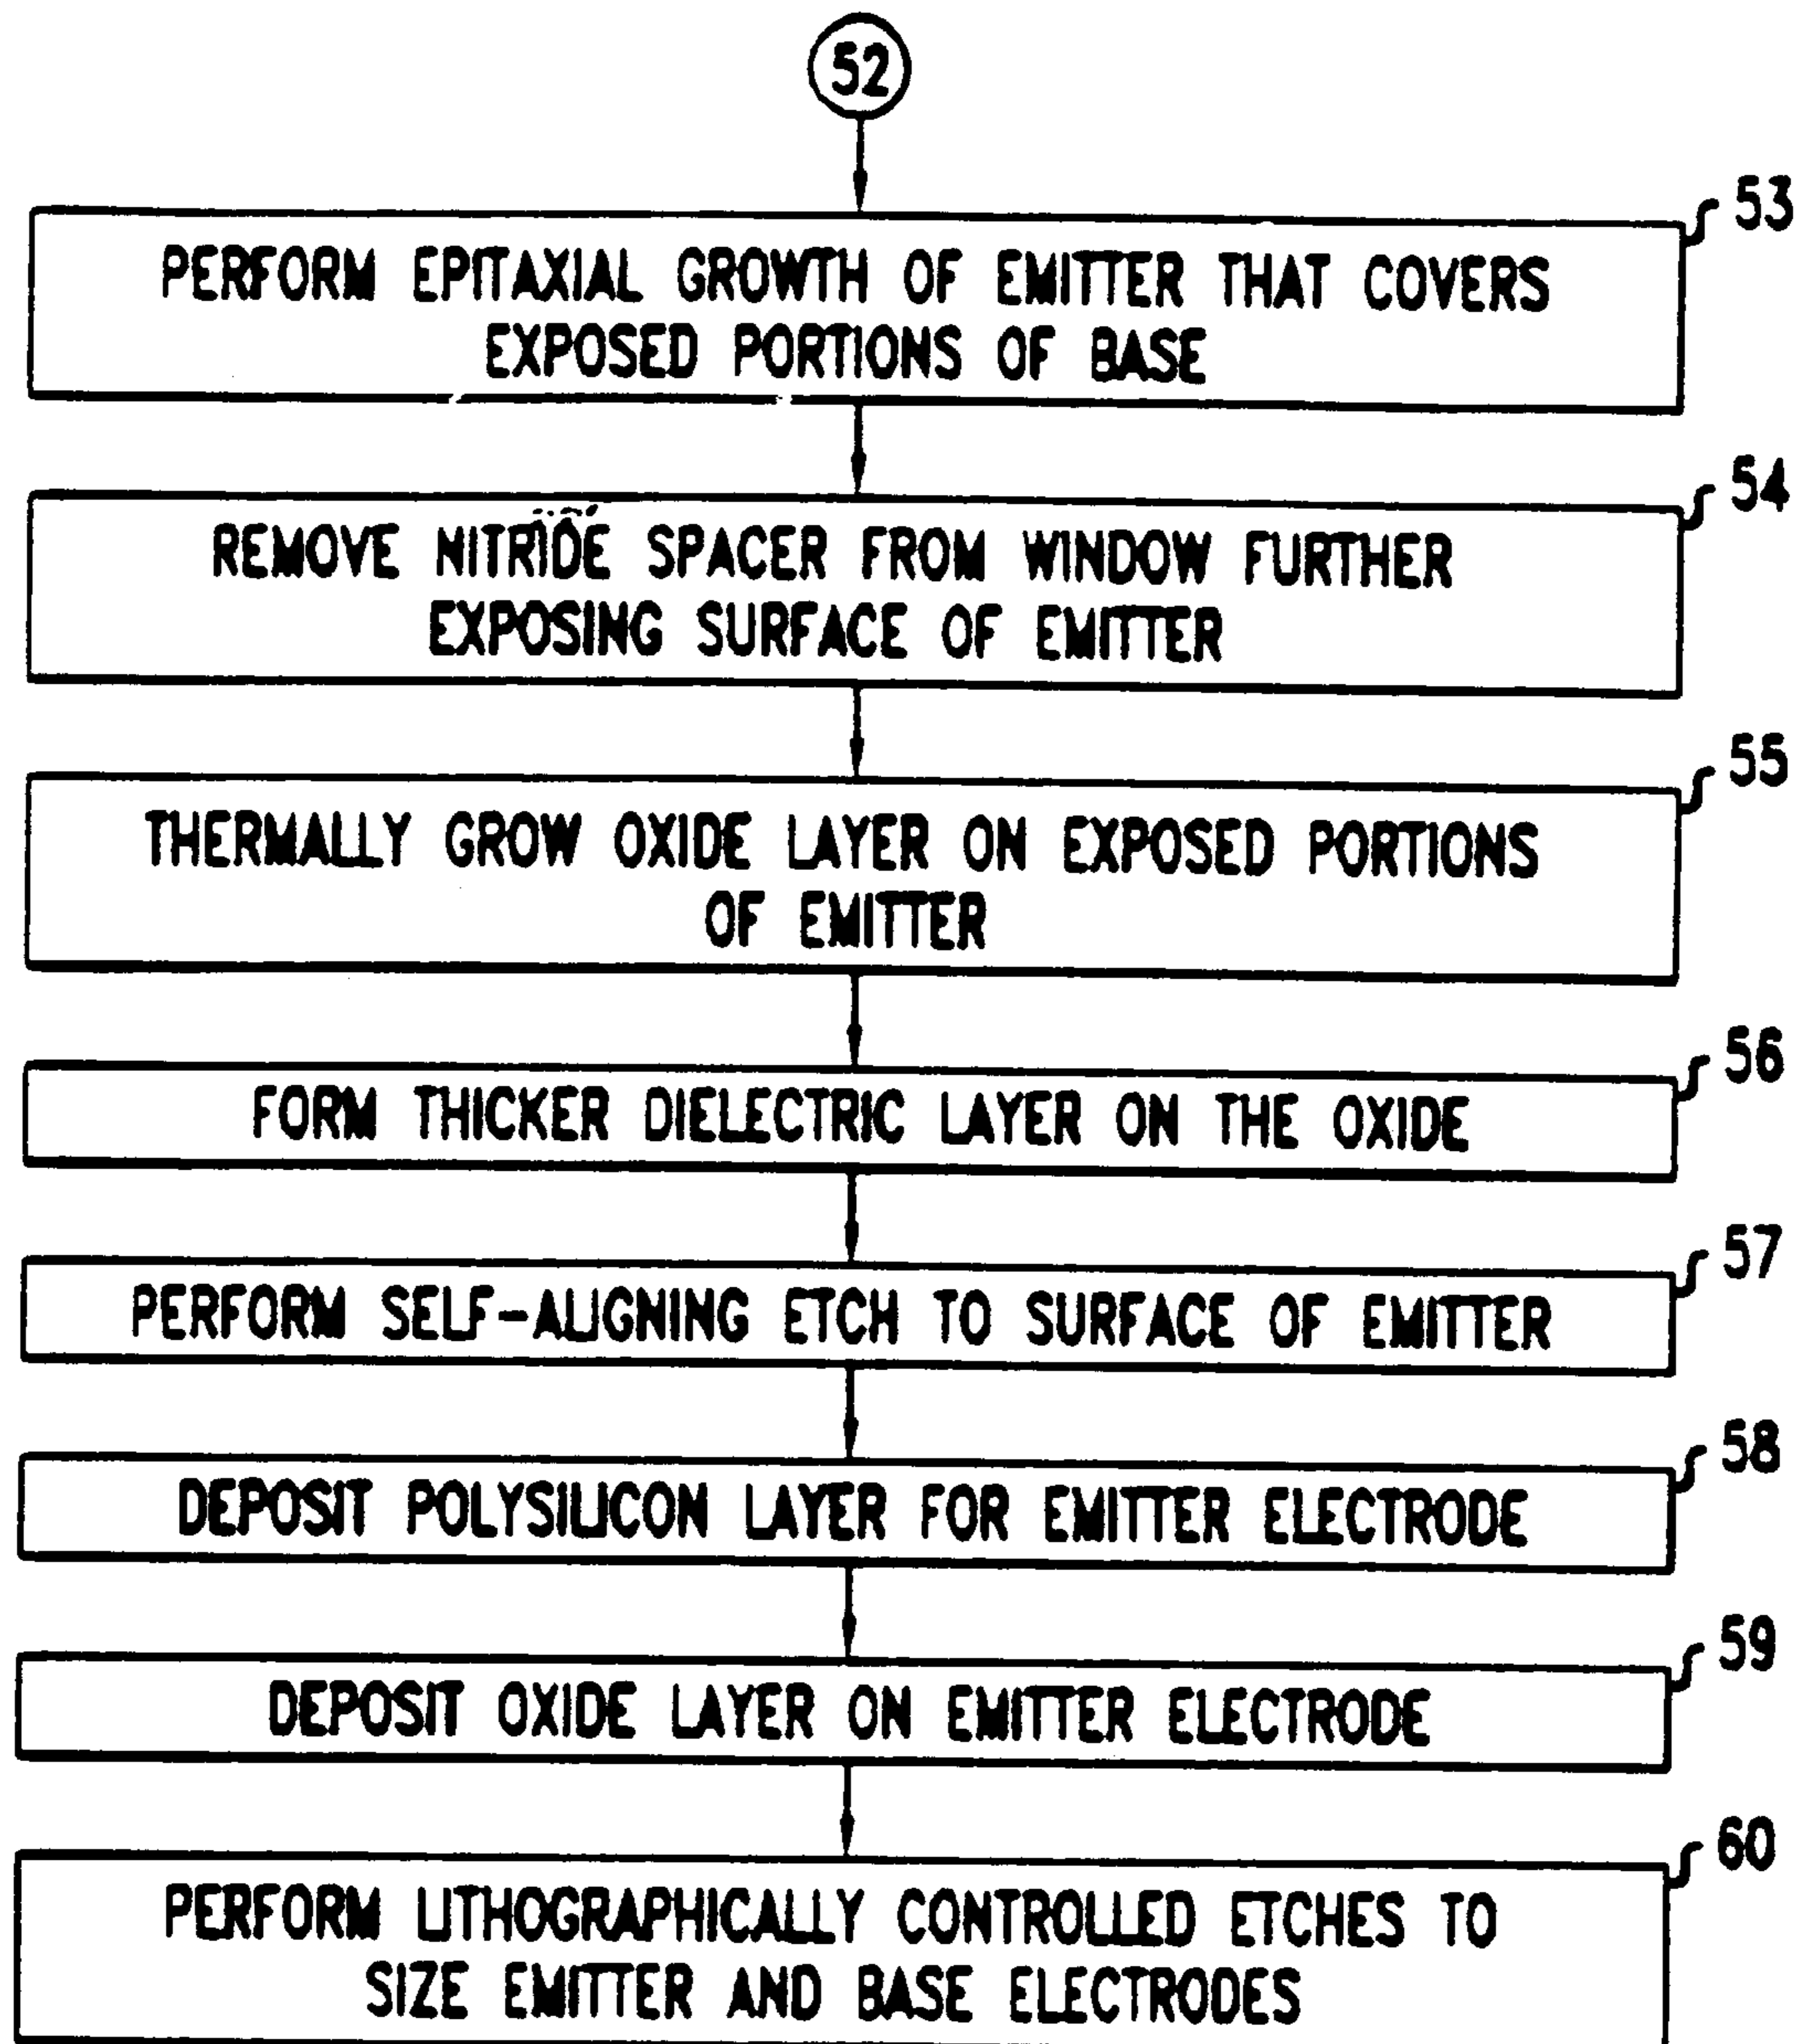 52
53
PERFORM EPITAXIAL GROWTH OF EMITTER THAT COVERS
EXPOSED PORTIONS OF BASE
54
REMOVE NITRIDE SPACER FROM WINDOW FURTHER
EXPOSING SURFACE OF EMITTER
55
THERMALLY GROW OXIDE LAYER ON EXPOSED PORTIONS
OF EMITTER
56
FORM THICKER DIELECTRIC LAYER ON THE OXIDE
57
PERFORM SELF-ALIGNING ETCH TO SURFACE OF EMITTER
58
DEPOSIT POLYSILICON LAYER FOR EMITTER ELECTRODE
59
DEPOSIT OXIDE LAYER ON EMITTER ELECTRODE
60
PERFORM LITHOGRAPHICALLY CONTROLLED ETCHES TO
SIZE EMITTER AND BASE ELECTRODES